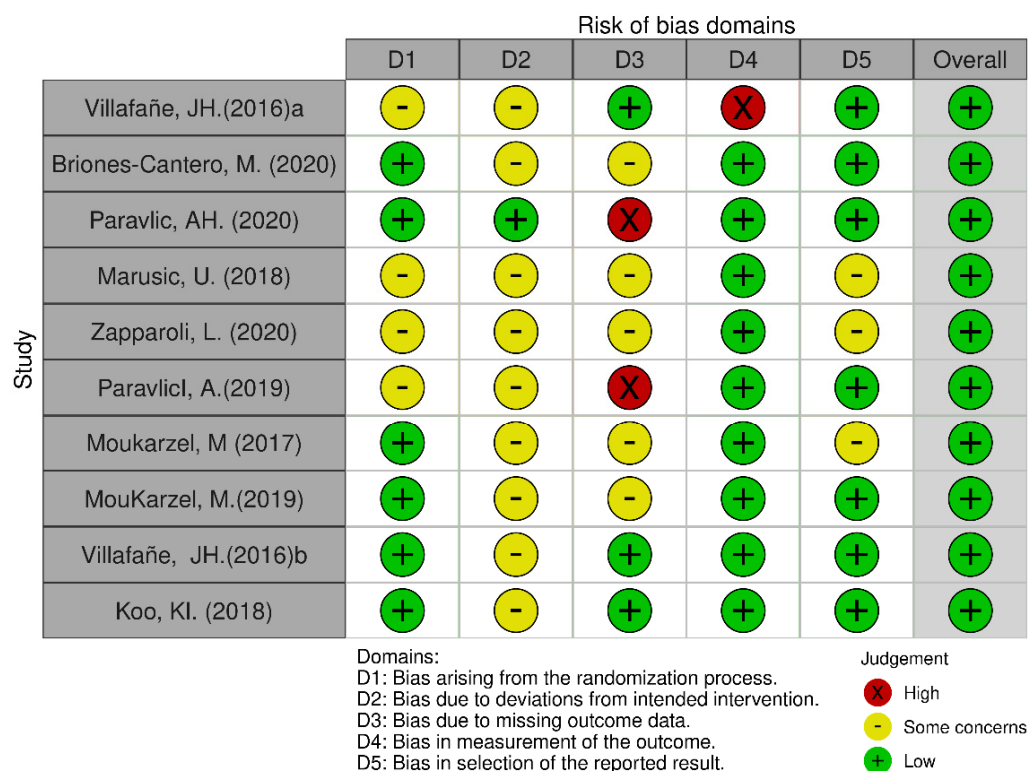 Risk of bias domains
D1 D2 D3 D4 D5 Overall
Study
Villafañe, JH.(2016)a - - + X + +
Briones-Cantero, M. (2020) + - - + + +
Paravlic, AH. (2020) + + X + + +
Marusic, U. (2018) - - - + - +
Zapparoli, L. (2020) - - - + - +
ParavlicI, A.(2019) - - X + + +
Moukarzel, M (2017) + - - + - +
MouKarzel, M.(2019) + - - + + +
Villafañe, JH.(2016)b + - + + + +
Koo, KI. (2018) + - + + + +
Domains:
D1: Bias arising from the randomization process.
D2: Bias due to deviations from intended intervention.
D3: Bias due to missing outcome data.
D4: Bias in measurement of the outcome.
D5: Bias in selection of the reported result.
Judgement
X High
- Some concerns
+ Low